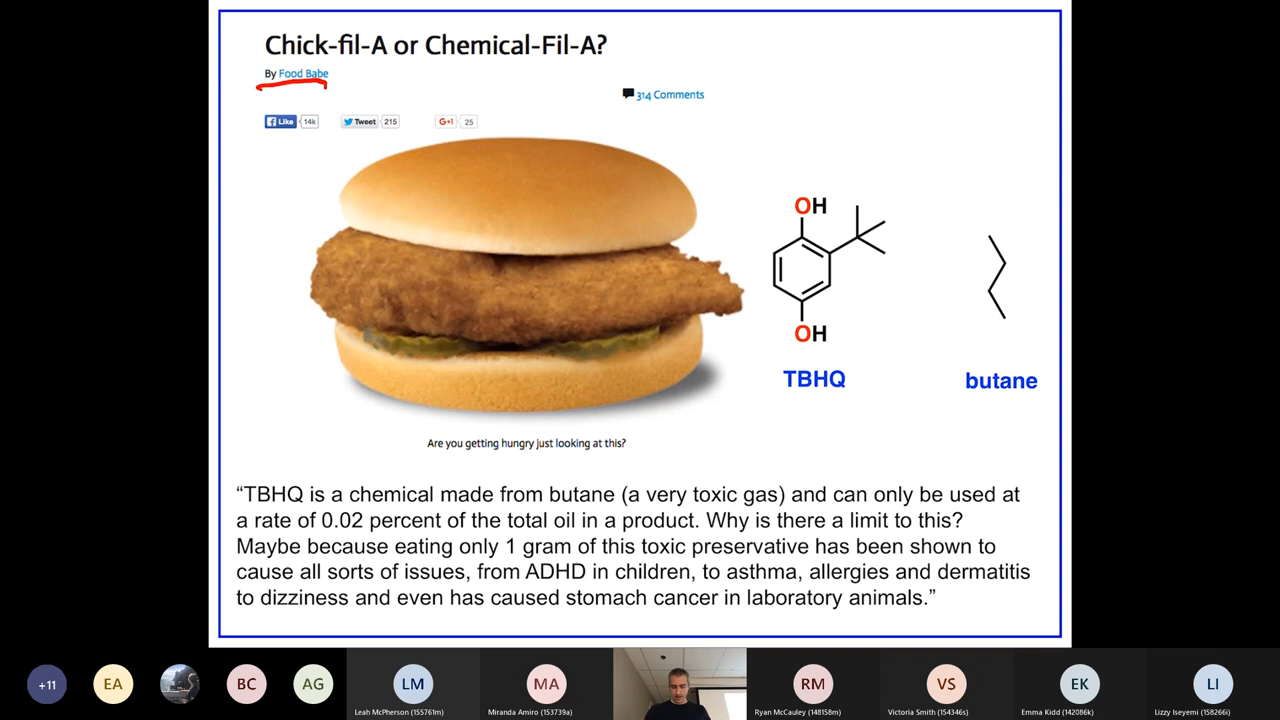 Chick-fil-A or Chemical-Fil-A?
By Food Babe
314 Comments
Like 14k Tweet 215 G+1 25
OH
OH
TBHQ
butane
Are you getting hungry just looking at this?
“TBHQ is a chemical made from butane (a very toxic gas) and can only be used at
a rate of 0.02 percent of the total oil in a product. Why is there a limit to this?
Maybe because eating only 1 gram of this toxic preservative has been shown to
cause all sorts of issues, from ADHD in children, to asthma, allergies and dermatitis
to dizziness and even has caused stomach cancer in laboratory animals.”
+11 EA BC AG LM MA RM VS EK LI
Leah McPherson (155761m) Miranda Amiro (153739a) Ryan McCauley (148158m) Victoria Smith (154346s) Emma Kidd (142086k) Lizzy Iseyemi (158266i)